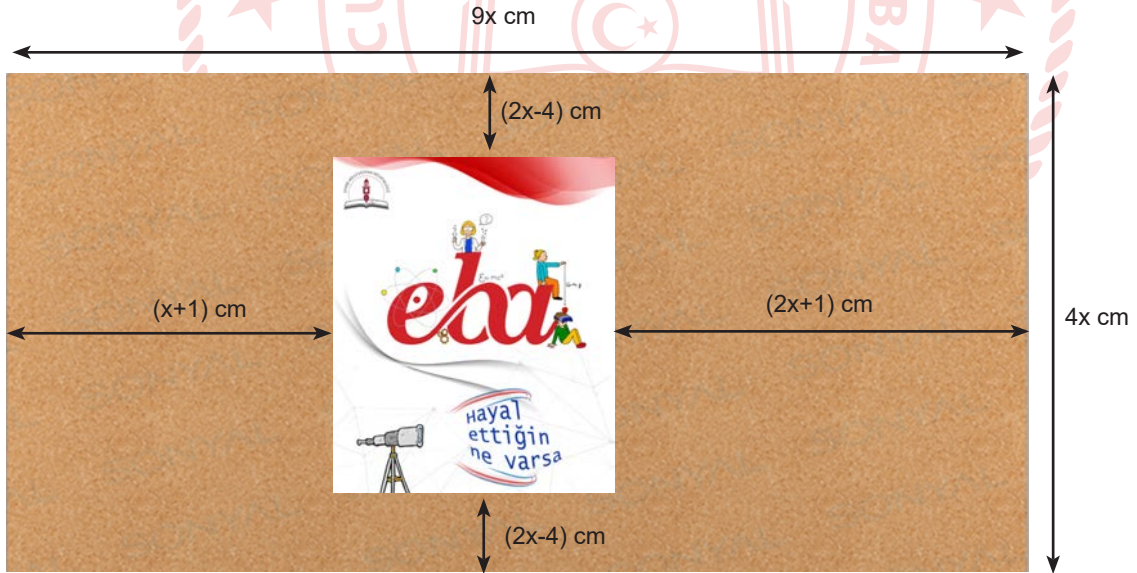 9x cm
(2x-4) cm
(x+1) cm
(2x+1) cm
4x cm
eba
Hayal
ettiğin
ne varsa
(2x-4) cm